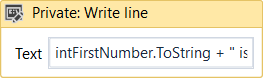 Private: Write line
Text intFirstNumber.ToString + " is